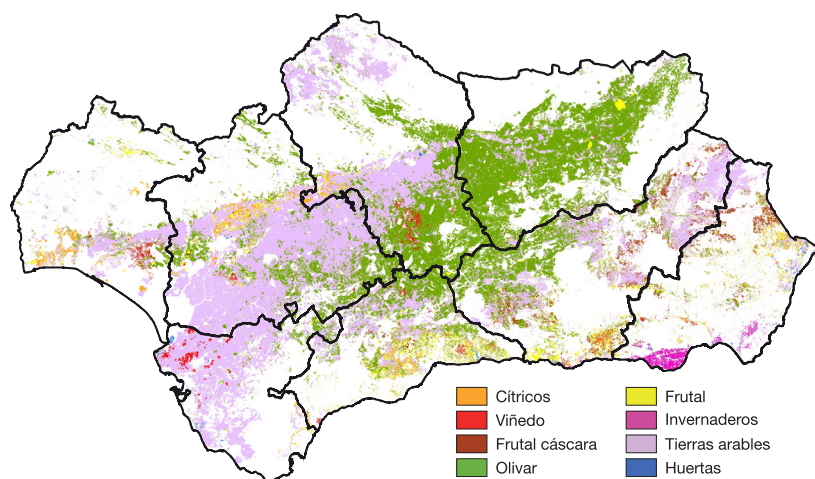 Cítricos
Viñedo
Frutal cáscara
Olivar
Frutal
Invernaderos
Tierras arables
Huertas